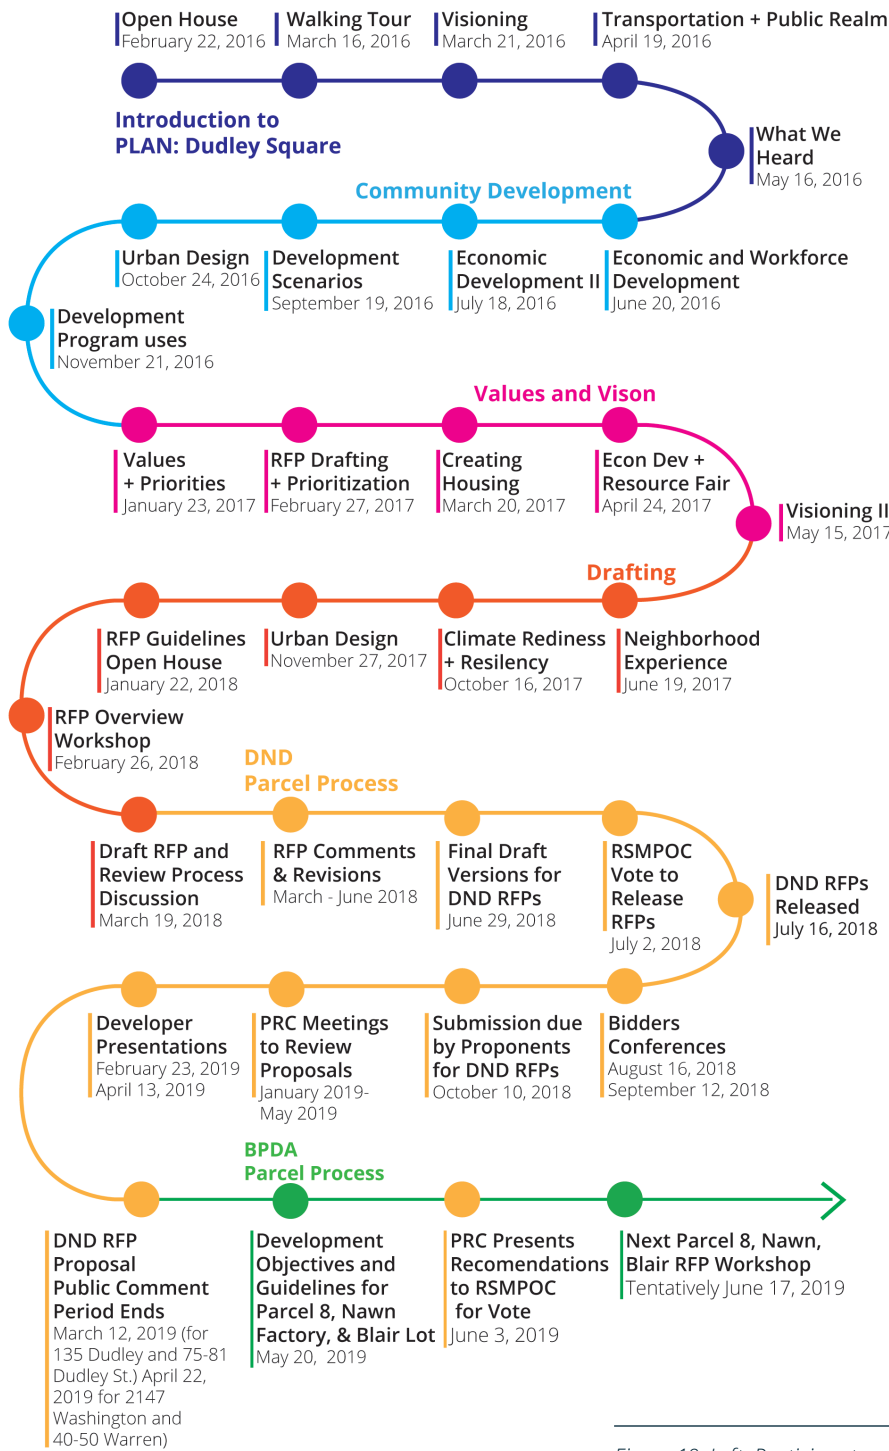 Open House
February 22, 2016
Walking Tour
March 16, 2016
Visioning
March 21, 2016
Transportation + Public Realm
April 19, 2016
Introduction to
PLAN: Dudley Square
What We
Heard
May 16, 2016
Community Development
Urban Design
October 24, 2016
Development
Scenarios
September 19, 2016
Economic
Development II
July 18, 2016
Economic and Workforce
Development
June 20, 2016
Development
Program uses
November 21, 2016
Values and Vison
Values
+ Priorities
January 23, 2017
RFP Drafting
+ Prioritization
February 27, 2017
Creating
Housing
March 20, 2017
Econ Dev +
Resource Fair
April 24, 2017
Visioning II
May 15, 2017
Drafting
RFP Guidelines
Open House
January 22, 2018
Urban Design
November 27, 2017
Climate Rediness
+ Resilency
October 16, 2017
Neighborhood
Experience
June 19, 2017
RFP Overview
Workshop
February 26, 2018
DND
Parcel Process
Draft RFP and
Review Process
Discussion
March 19, 2018
RFP Comments
& Revisions
March - June 2018
Final Draft
Versions for
DND RFPs
June 29, 2018
RSMPOC
Vote to
Release
RFPs
July 2, 2018
DND RFPs
Released
July 16, 2018
Developer
Presentations
February 23, 2019
April 13, 2019
PRC Meetings
to Review
Proposals
January 2019-
May 2019
Submission due
by Proponents
for DND RFPs
October 10, 2018
Bidders
Conferences
August 16, 2018
September 12, 2018
BPDA
Parcel Process
DND RFP
Proposal
Public Comment
Period Ends
March 12, 2019 (for
135 Dudley and 75-81
Dudley St.) April 22,
2019 for 2147
Washington and
40-50 Warren)
Development
Objectives and
Guidelines for
Parcel 8, Nawn
Factory, & Blair Lot
May 20, 2019
PRC Presents
Recomendations
to RSMPOC
for Vote
June 3, 2019
Next Parcel 8, Nawn,
Blair RFP Workshop
Tentatively June 17, 2019